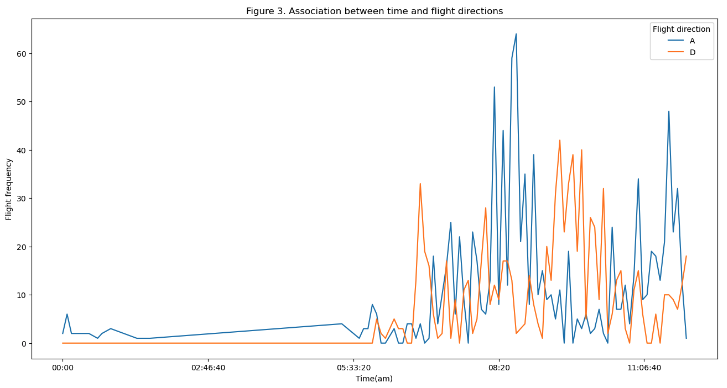 Figure 3. Association between time and flight directions
Flight direction
A
D
Flight frequency
60
50
40
30
20
10
0
00:00
02:46:40
05:33:20
08:20
11:06:40
Time(am)